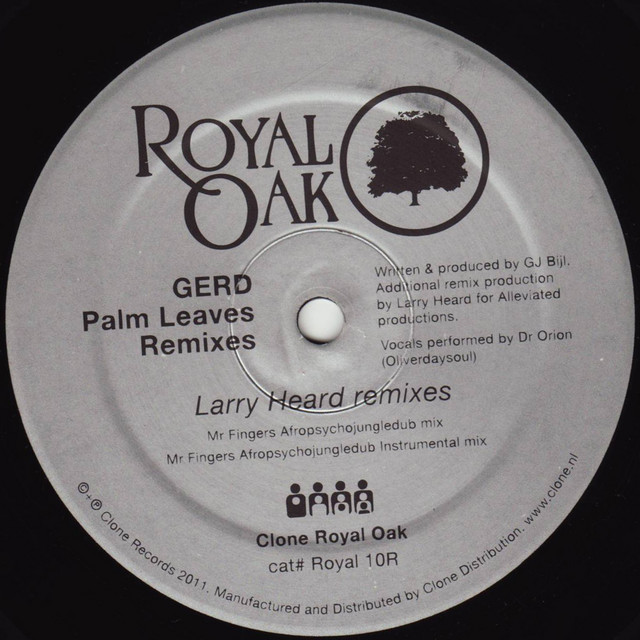 ROYAL
OAK
GERD
Palm Leaves
Remixes
Written & produced by GJ Bijl.
Additional remix production
by Larry Heard for Alleviated
productions.
Vocals performed by Dr Orion
(Oliverdaysoul)
Larry Heard remixes
Mr Fingers Afropsychojungledub mix
Mr Fingers Afropsychojungledub Instrumental mix
Clone Royal Oak
cat# Royal 10R
©+℗ Clone Records 2011. Manufactured and Distributed by Clone Distribution. www.clone.nl